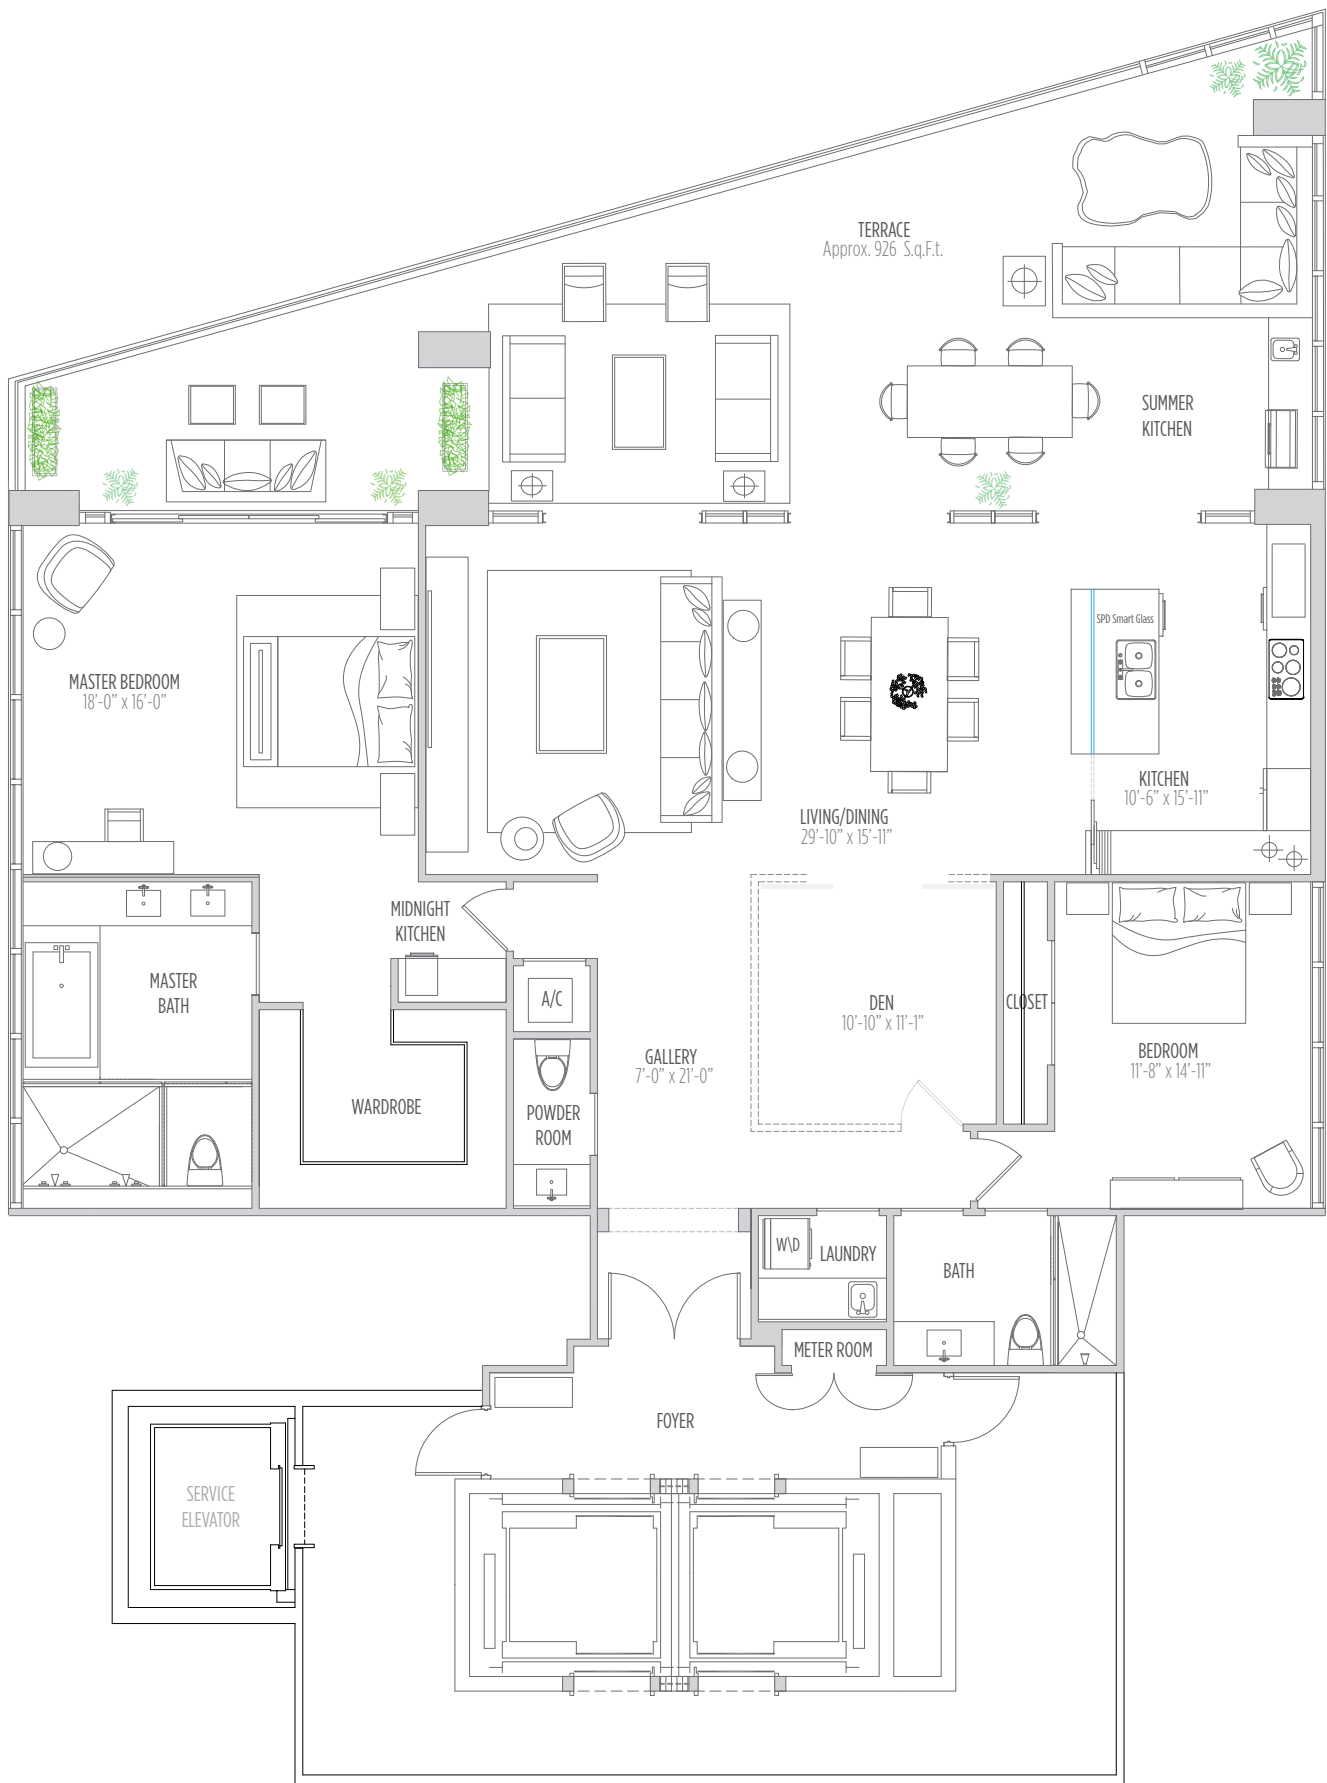 TERRACE
Approx. 926 S.q.F.t.
SUMMER
KITCHEN
SPD Smart Glass
MASTER BEDROOM
18'-0" x 16'-0"
KITCHEN
10'-6" x 15'-11"
LIVING/DINING
29'-10" x 15'-11"
MIDNIGHT
KITCHEN
MASTER
BATH
A/C
DEN
10'-10" x 11'-1"
CLOSET
GALLERY
7'-0" x 21'-0"
BEDROOM
11'-8" x 14'-11"
WARDROBE
POWDER
ROOM
W\D
LAUNDRY
BATH
METER ROOM
FOYER
SERVICE
ELEVATOR